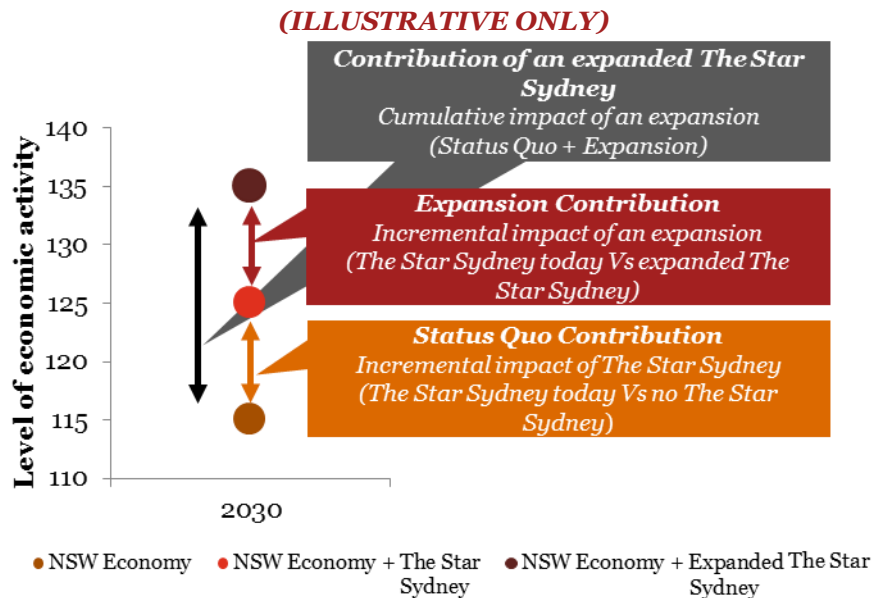 (ILLUSTRATIVE ONLY)
Contribution of an expanded The Star
Sydney
Cumulative impact of an expansion
(Status Quo + Expansion)
Expansion Contribution
Incremental impact of an expansion
(The Star Sydney today Vs expanded The
Star Sydney)
Status Quo Contribution
Incremental impact of The Star Sydney
(The Star Sydney today Vs no The Star
Sydney)
Level of economic activity
140
135
130
125
120
115
110
2030
NSW Economy
NSW Economy + The Star
Sydney
NSW Economy + Expanded The Star
Sydney